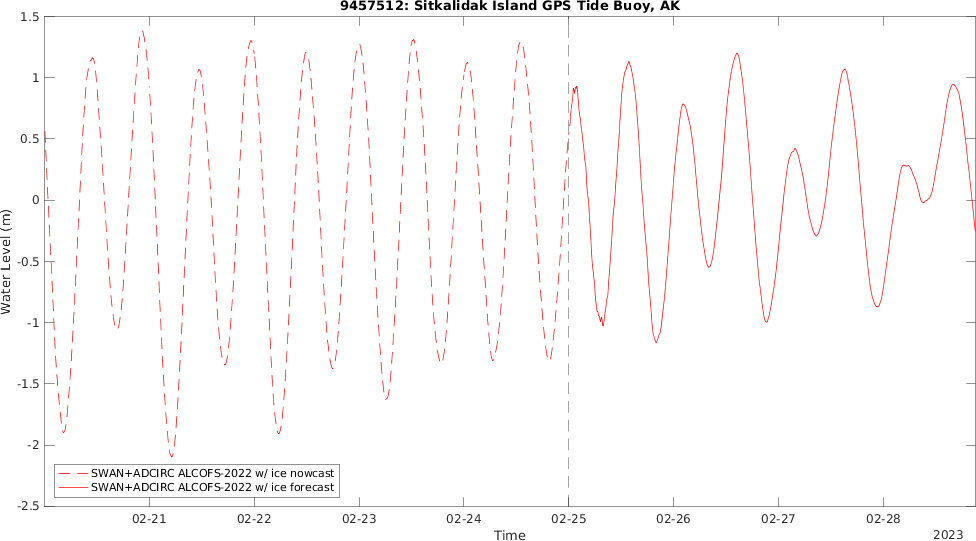 9457512: Sitkalidak Island GPS Tide Buoy, AK
1.5
1
0.5
0
-0.5
-1
-1.5
-2
-2.5
Water Level (m)
SWAN+ADCIRC ALCOFS-2022 w/ ice nowcast
SWAN+ADCIRC ALCOFS-2022 w/ ice forecast
02-21 02-22 02-23 02-24 02-25 02-26 02-27 02-28
Time
2023